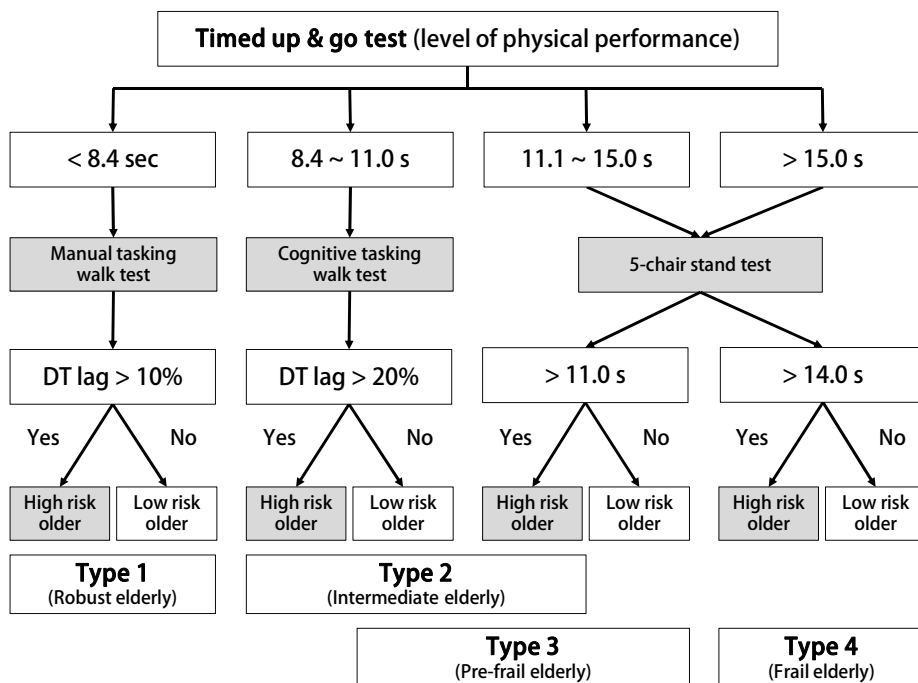 Timed up & go test (level of physical performance)
< 8.4 sec
8.4 ~ 11.0 s
11.1 ~ 15.0 s
> 15.0 s
Manual tasking
walk test
Cognitive tasking
walk test
5-chair stand test
DT lag > 10%
DT lag > 20%
> 11.0 s
> 14.0 s
Yes
No
Yes
No
Yes
No
Yes
No
High risk
older
Low risk
older
High risk
older
Low risk
older
High risk
older
Low risk
older
High risk
older
Low risk
older
Type 1
(Robust elderly)
Type 2
(Intermediate elderly)
Type 3
(Pre-frail elderly)
Type 4
(Frail elderly)